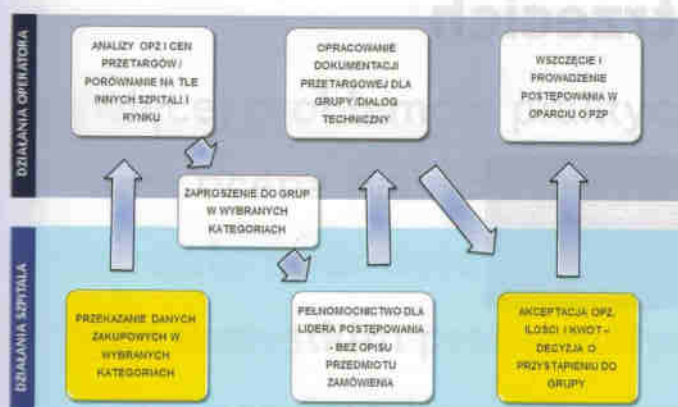 DZIAŁANIA OPERATORA
ANALIZY OPZ I CEN
PRZETARGÓW /
PORÓWNANIE NA TLE
INNYCH SZPITALI I
RYNKU
OPRACOWANIE
DOKUMENTACJI
PRZETARGOWEJ DLA
GRUPY /DIALOG
TECHNICZNY
WSZCZĘCIE I
PROWADZENIE
POSTĘPOWANIA W
OPARCIU O PZP
ZAPROSZENIE DO GRUP
W WYBRANYCH
KATEGORIACH
DZIAŁANIA SZPITALA
PRZEKAZANIE DANYCH
ZAKUPOWYCH W
WYBRANYCH
KATEGORIACH
PEŁNOMOCNICTWO DLA
LIDERA POSTĘPOWANIA
- BEZ OPISU
PRZEDMIOTU
ZAMÓWIENIA
AKCEPTACJA OPZ,
ILOŚCI I KWOT –
DECYZJA O
PRZYSTĄPIENIU DO
GRUPY